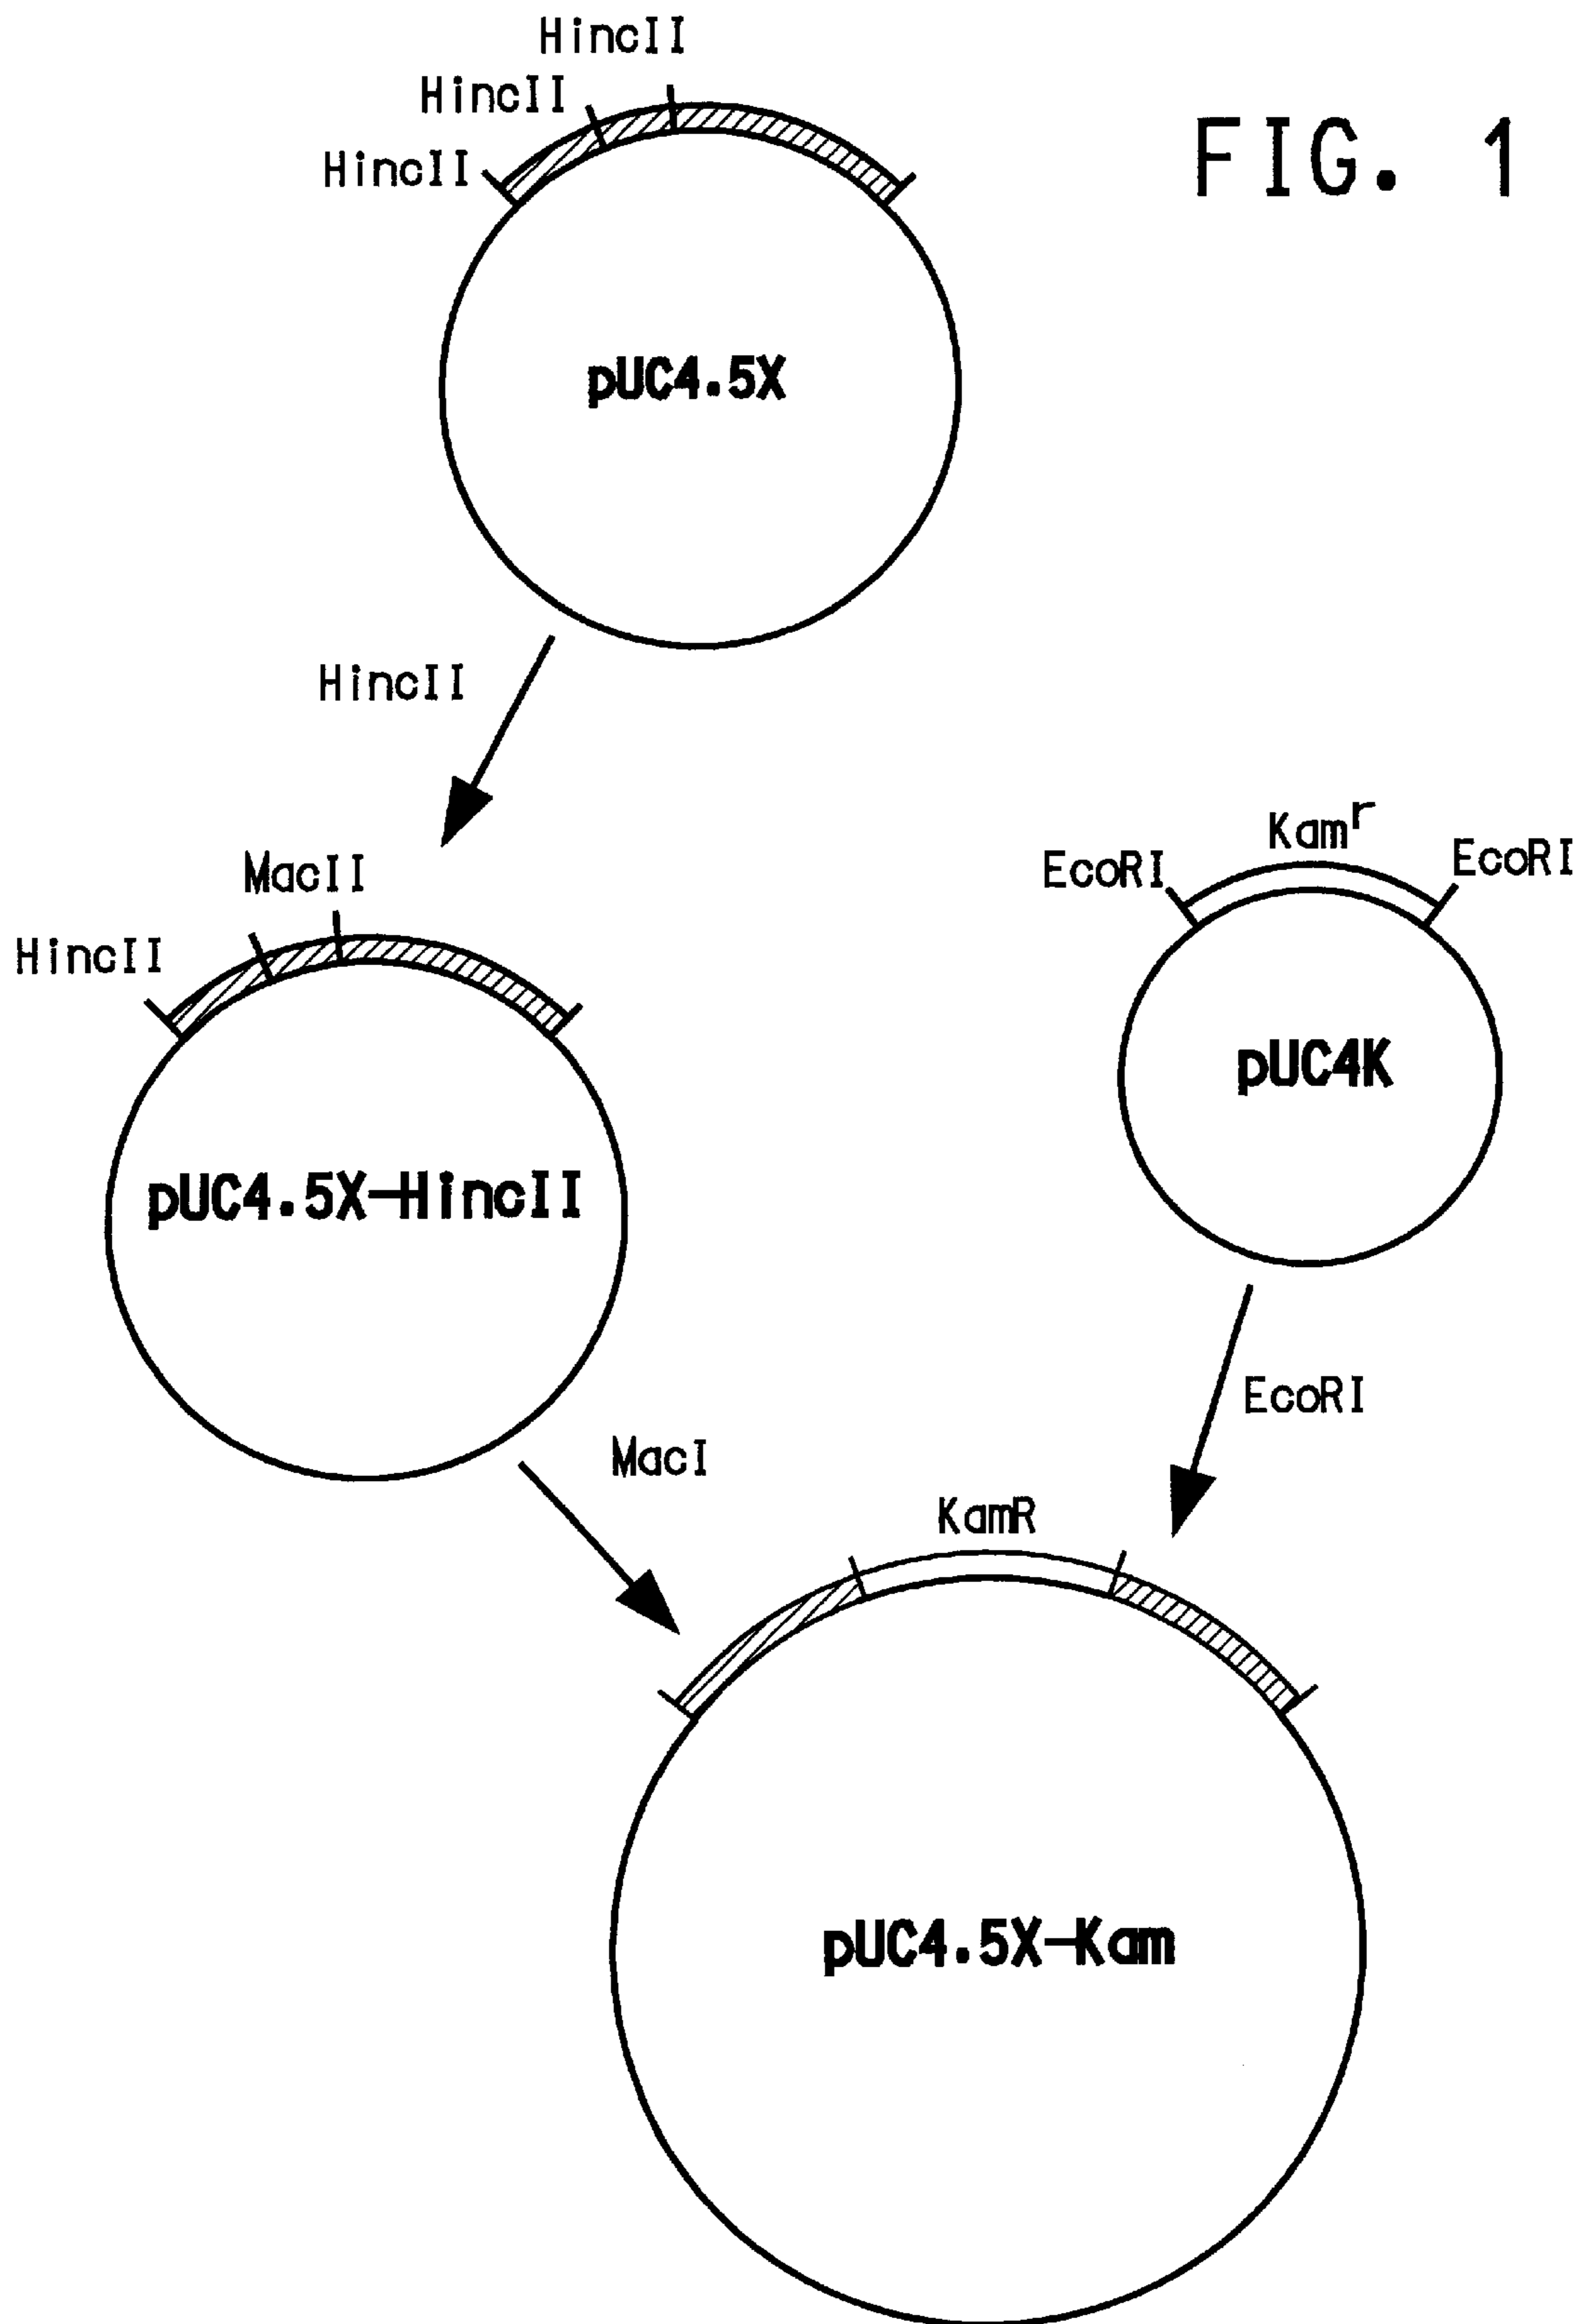 HincII
HincII
HincII
FIG. 1
pUC4.5X
HincII
MacII
HincII
pUC4.5X-HincII
Kamr
EcoRI
EcoRI
pUC4K
EcoRI
MacI
KamR
pUC4.5X-Kam